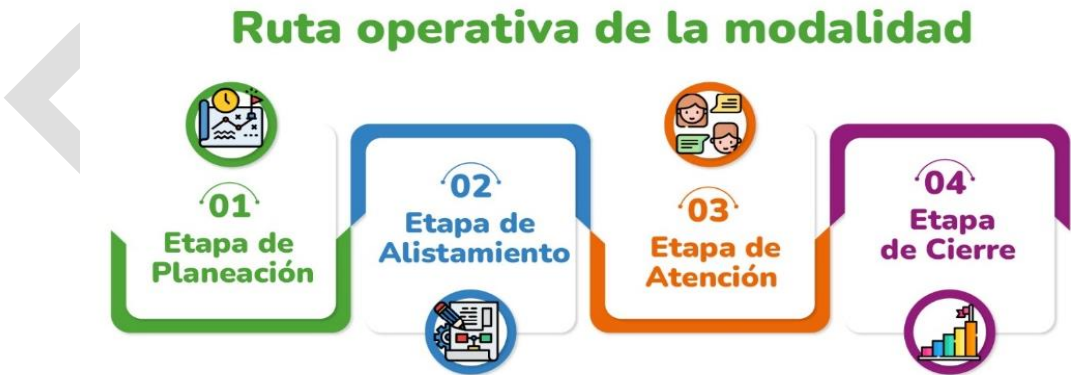 Ruta operativa de la modalidad
01
Etapa de
Planeación
02
Etapa de
Alistamiento
03
Etapa de
Atención
04
Etapa
de Cierre